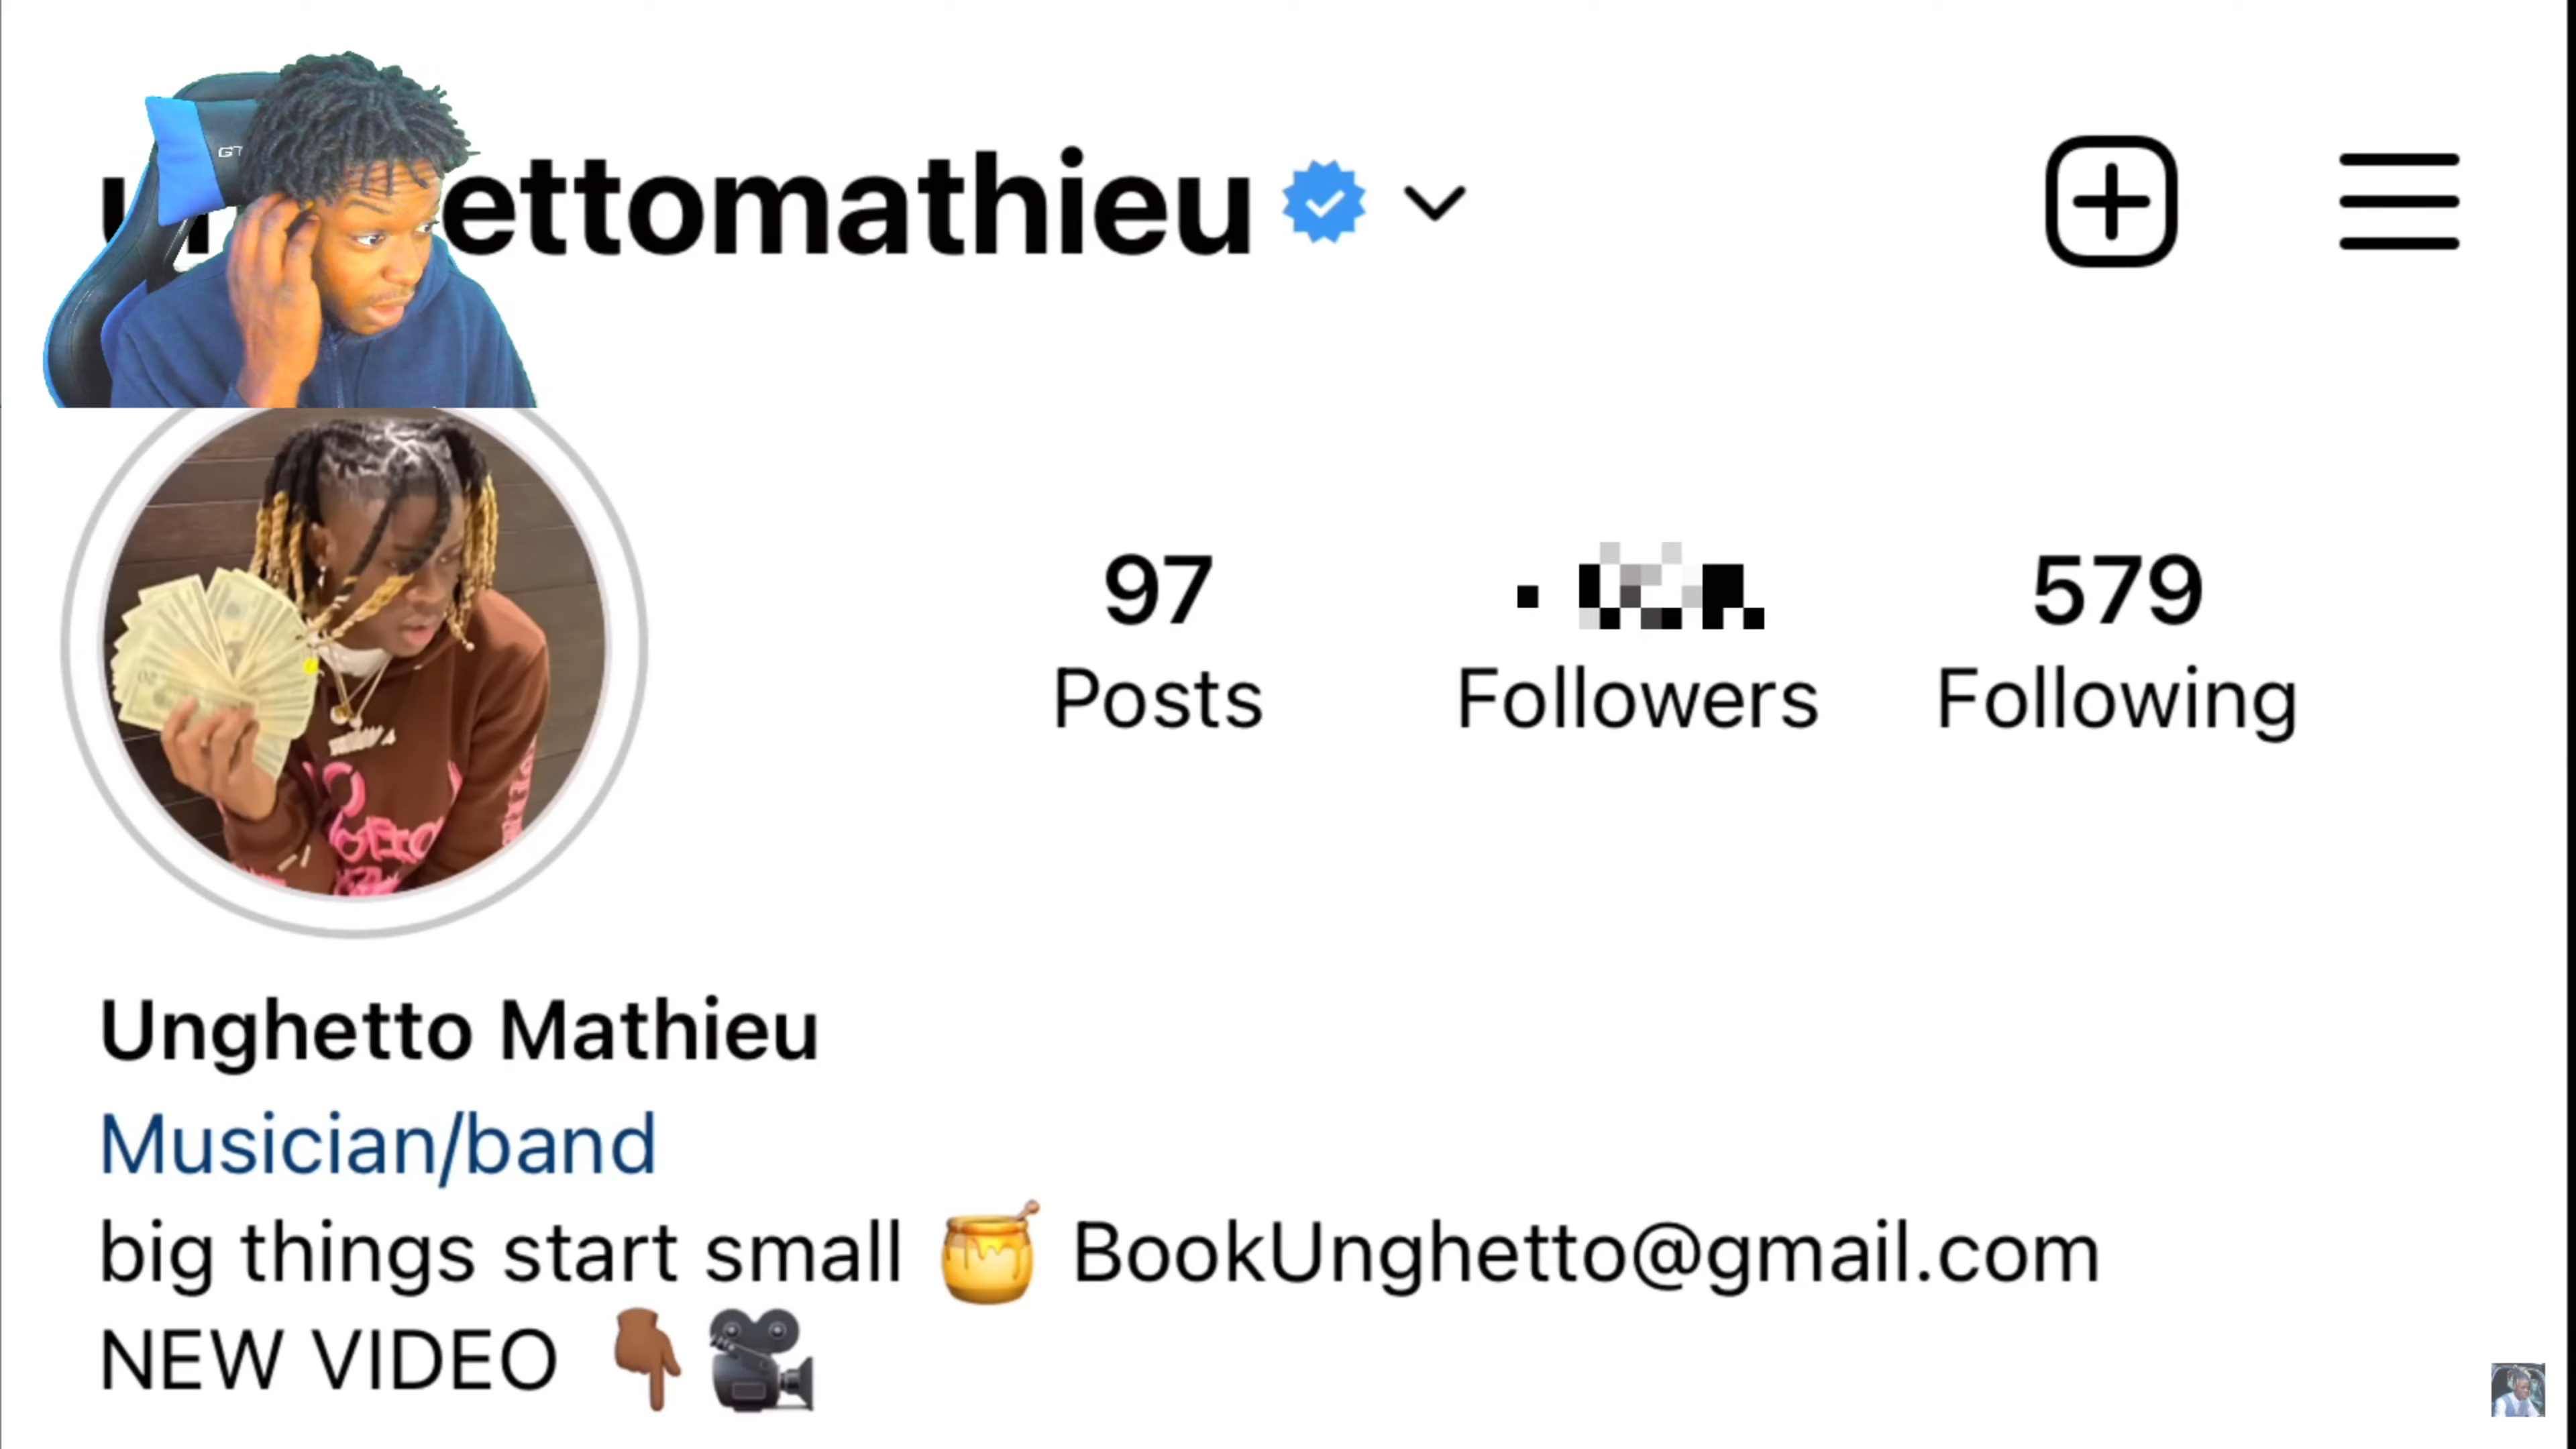 GT
ettomathieu
97
579
Posts
Followers
Following
Unghetto Mathieu
Musician/band
big things start small 🍯 BookUnghetto@gmail.com
NEW VIDEO 👇🏾 🎥